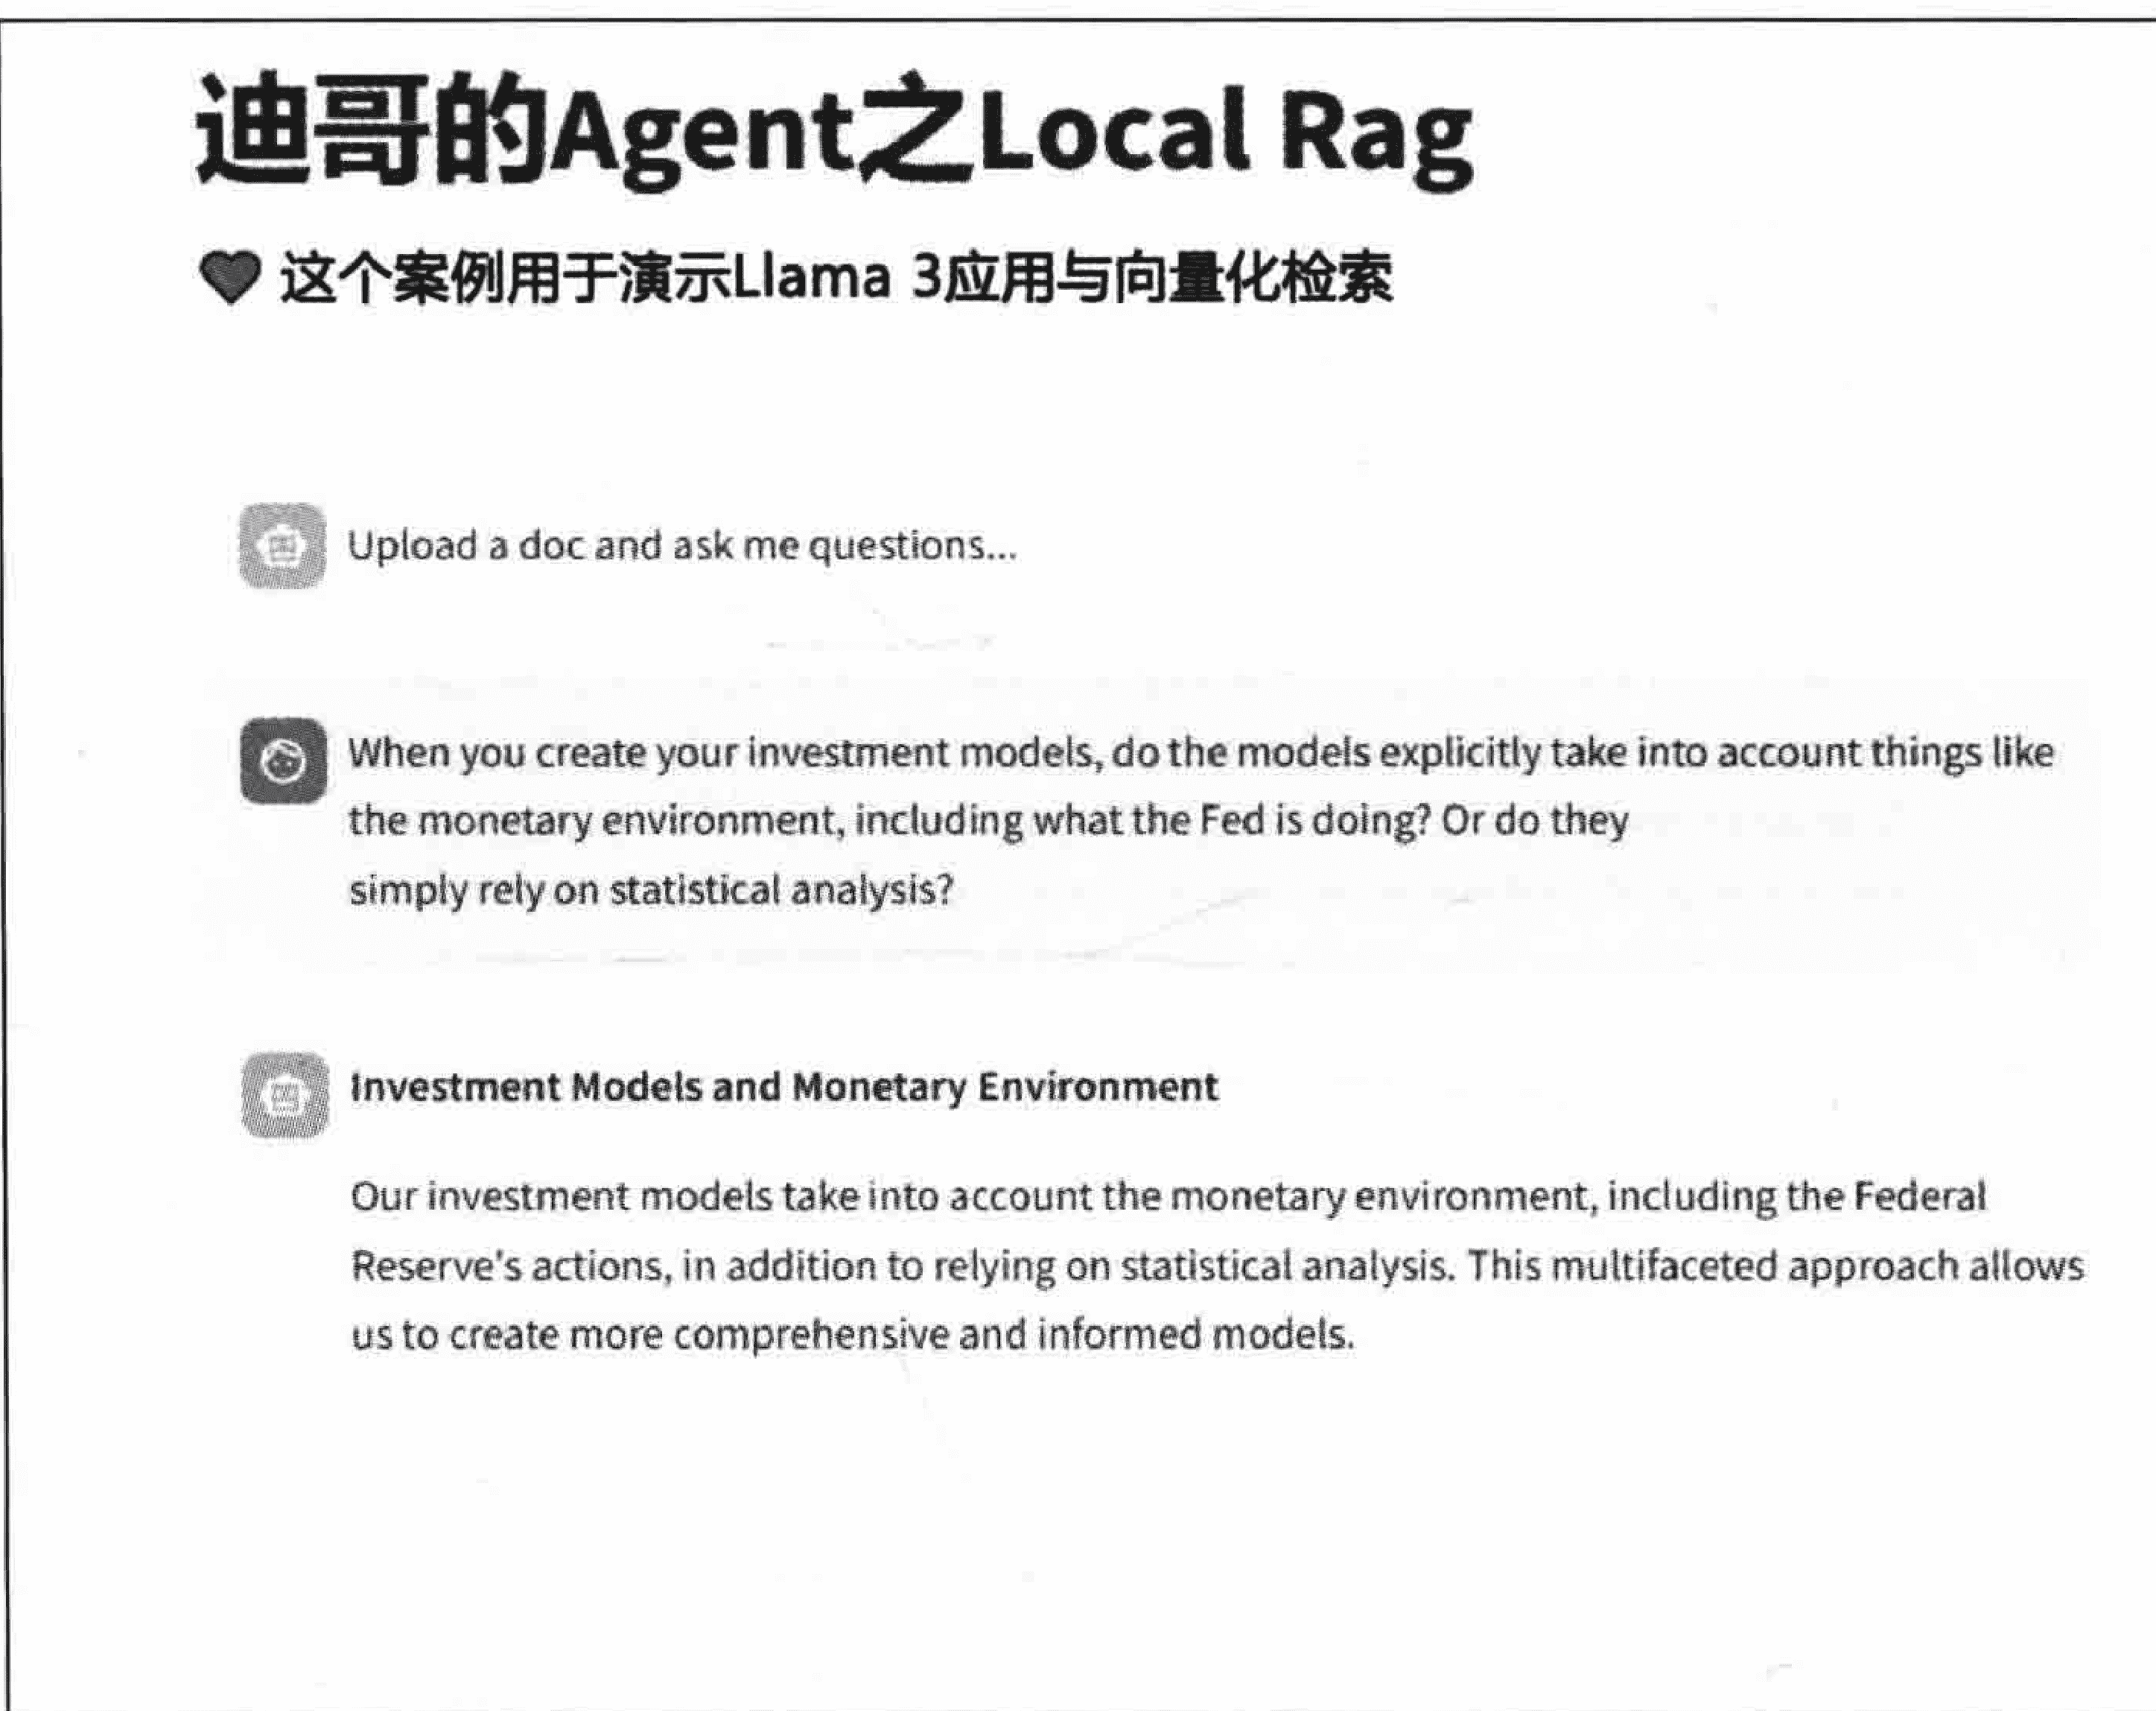 迪哥的Agent之Local Rag
这个案例用于演示Llama 3应用与向量化检索
Upload a doc and ask me questions...
When you create your investment models, do the models explicitly take into account things like
the monetary environment, including what the Fed is doing? Or do they
simply rely on statistical analysis?
Investment Models and Monetary Environment
Our investment models take into account the monetary environment, including the Federal
Reserve's actions, in addition to relying on statistical analysis. This multifaceted approach allows
us to create more comprehensive and informed models.